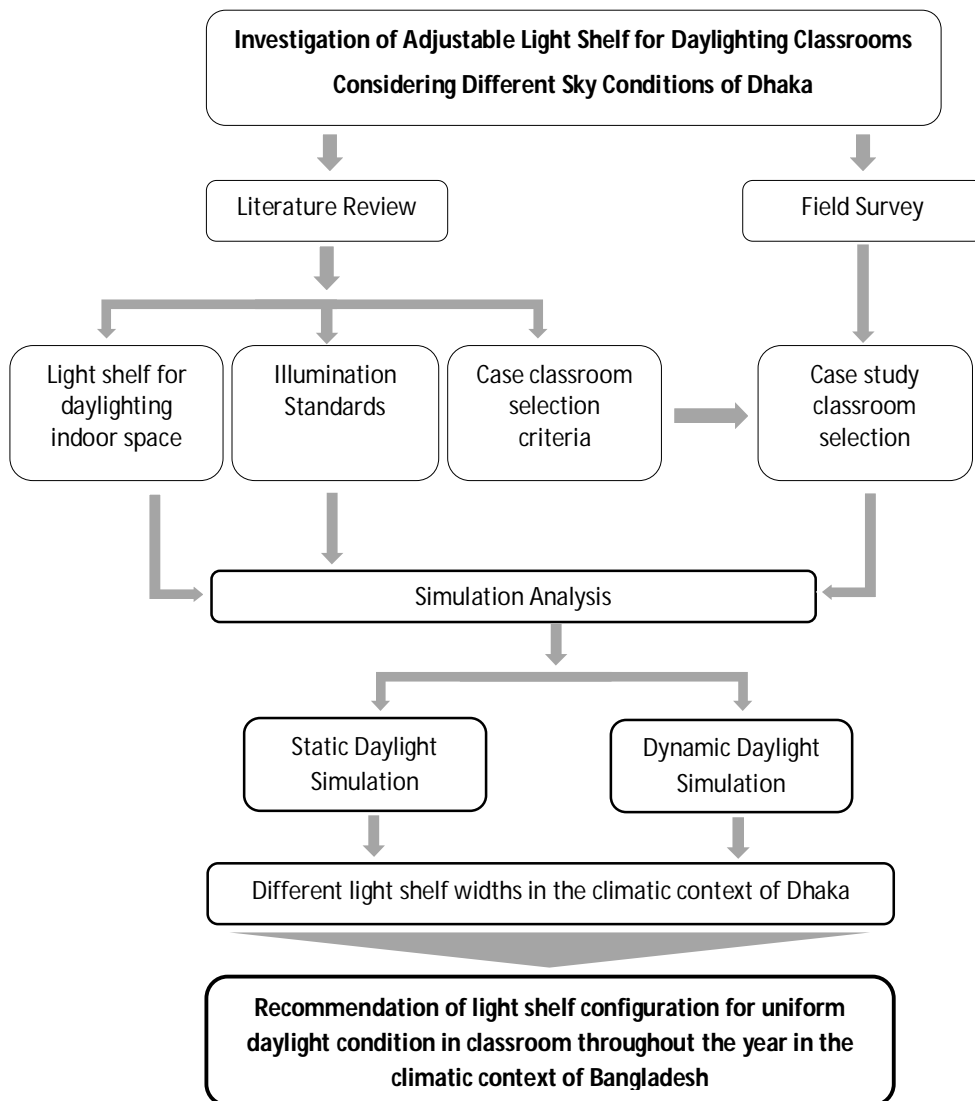 Investigation of Adjustable Light Shelf for Daylighting Classrooms
Considering Different Sky Conditions of Dhaka
Literature Review
Field Survey
Light shelf for
daylighting
indoor space
Illumination
Standards
Case classroom
selection
criteria
Case study
classroom
selection
Simulation Analysis
Static Daylight
Simulation
Dynamic Daylight
Simulation
Different light shelf widths in the climatic context of Dhaka
Recommendation of light shelf configuration for uniform
daylight condition in classroom throughout the year in the
climatic context of Bangladesh